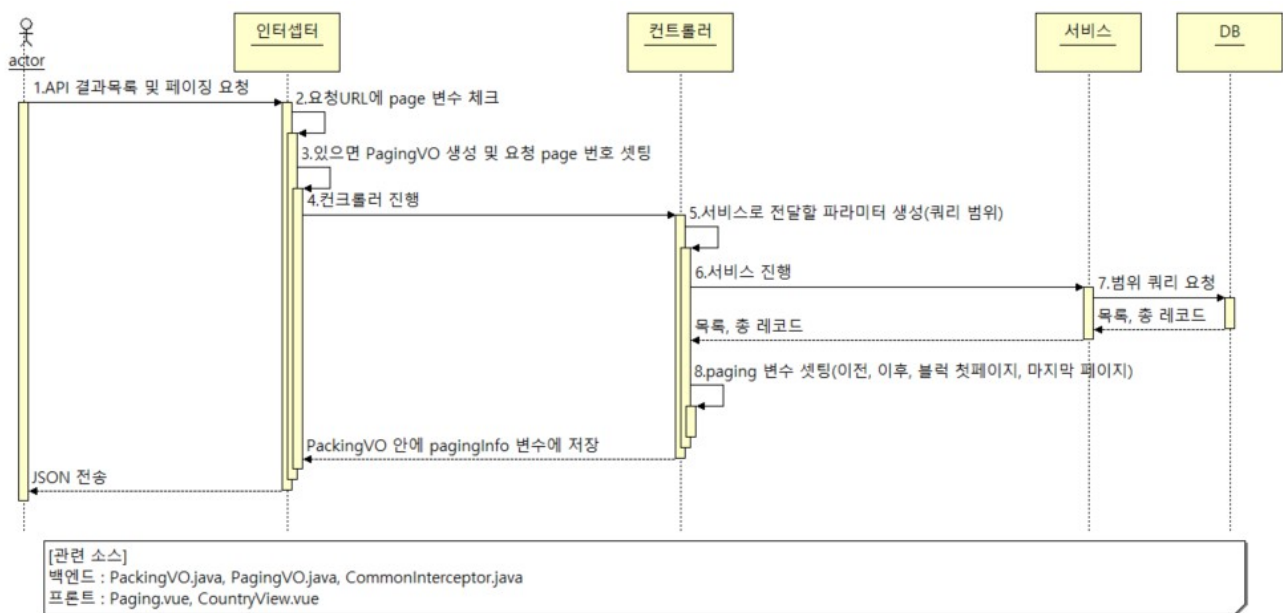 인터셉터
컨트롤러
서비스
DB
actor
1.API 결과목록 및 페이징 요청
2.요청URL에 page 변수 체크
3.있으면 PagingVO 생성 및 요청 page 번호 셋팅
4.컨크롤러 진행
5.서비스로 전달할 파라미터 생성(쿼리 범위)
6.서비스 진행
7.범위 쿼리 요청
목록, 총 레코드
목록, 총 레코드
8.paging 변수 셋팅(이전, 이후, 블럭 첫페이지, 마지막 페이지)
PackingVO 안에 pagingInfo 변수에 저장
JSON 전송
[관련 소스]
백엔드 : PackingVO.java, PagingVO.java, CommonInterceptor.java
프론트 : Paging.vue, CountryView.vue